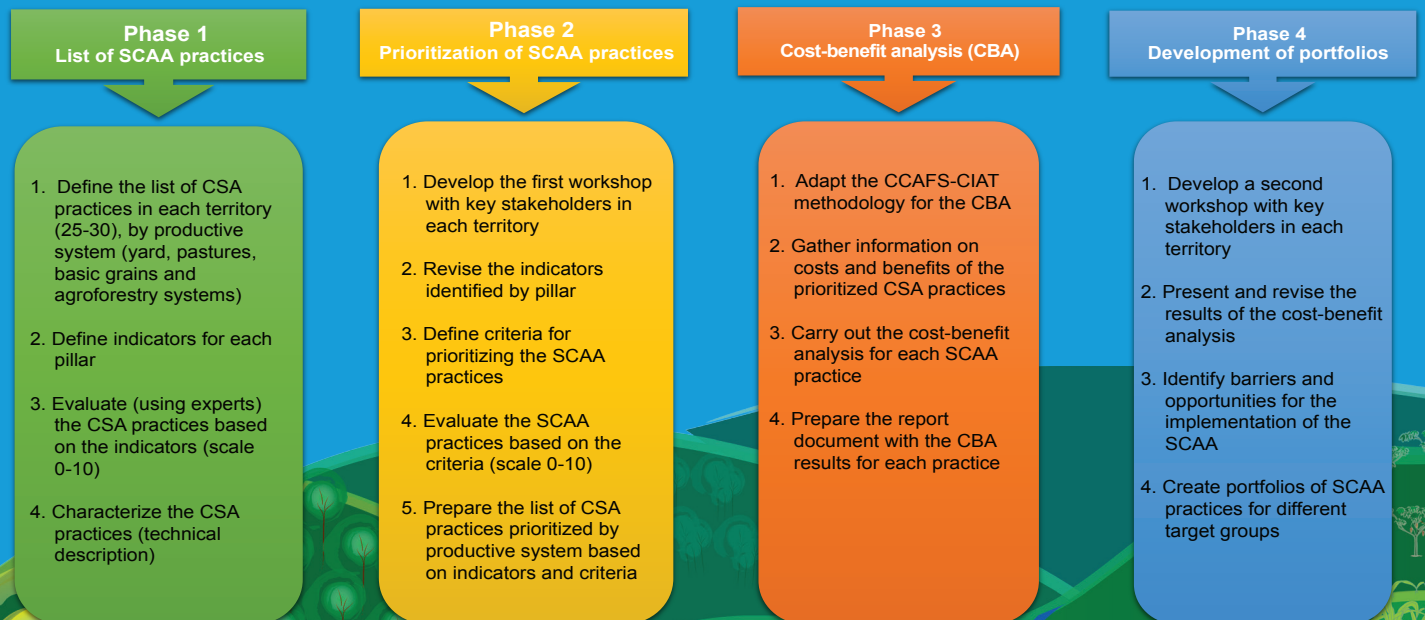 Phase 1
List of SCAA practices
1. Define the list of CSA
practices in each territory
(25-30), by productive
system (yard, pastures,
basic grains and
agroforestry systems)
2. Define indicators for each
pillar
3. Evaluate (using experts)
the CSA practices based
on the indicators (scale
0-10)
4. Characterize the CSA
practices (technical
description)
Phase 2
Prioritization of SCAA practices
1. Develop the first workshop
with key stakeholders in
each territory
2. Revise the indicators
identified by pillar
3. Define criteria for
prioritizing the SCAA
practices
4. Evaluate the SCAA
practices based on the
criteria (scale 0-10)
5. Prepare the list of CSA
practices prioritized by
productive system based
on indicators and criteria
Phase 3
Cost-benefit analysis (CBA)
1. Adapt the CCAFS-CIAT
methodology for the CBA
2. Gather information on
costs and benefits of the
prioritized CSA practices
3. Carry out the cost-benefit
analysis for each SCAA
practice
4. Prepare the report
document with the CBA
results for each practice
Phase 4
Development of portfolios
1. Develop a second
workshop with key
stakeholders in each
territory
2. Present and revise the
results of the cost-benefit
analysis
3. Identify barriers and
opportunities for the
implementation of the
SCAA
4. Create portfolios of SCAA
practices for different
target groups